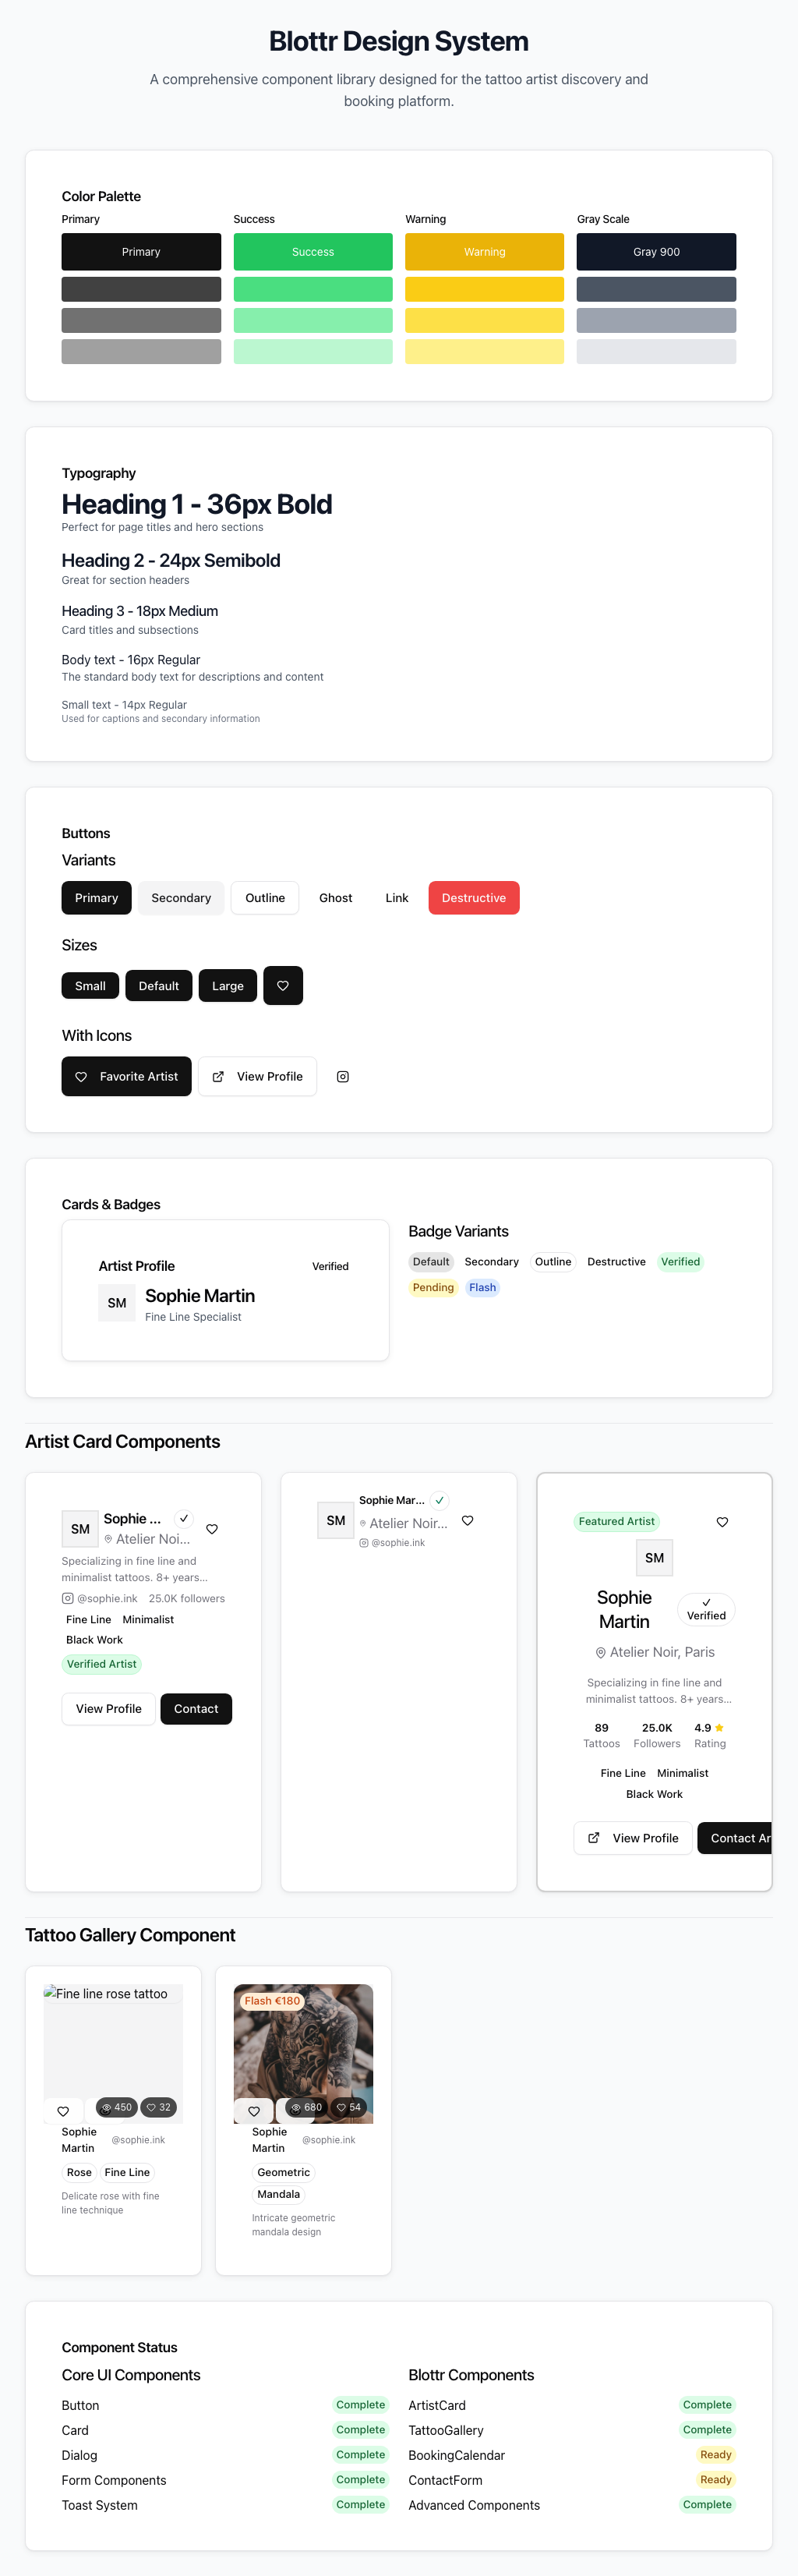 Blottr Design System
A comprehensive component library designed for the tattoo artist discovery and
booking platform.
Color Palette
Primary
Success
Warning
Gray Scale
Primary
Success
Warning
Gray 900
Typography
Heading 1 - 36px Bold
Perfect for page titles and hero sections
Heading 2 - 24px Semibold
Great for section headers
Heading 3 - 18px Medium
Card titles and subsections
Body text - 16px Regular
The standard body text for descriptions and content
Small text - 14px Regular
Used for captions and secondary information
Buttons
Variants
Primary
Secondary
Outline
Ghost
Link
Destructive
Sizes
Small
Default
Large
With Icons
Favorite Artist
View Profile
Cards & Badges
Artist Profile
Verified
SM
Sophie Martin
Fine Line Specialist
Badge Variants
Default
Secondary
Outline
Destructive
Verified
Pending
Flash
Artist Card Components
SM
Sophie ...
Atelier Noi...
Specializing in fine line and
minimalist tattoos. 8+ years...
@sophie.ink
25.0K followers
Fine Line
Minimalist
Black Work
Verified Artist
View Profile
Contact
SM
Sophie Mar...
Atelier Noir...
@sophie.ink
Featured Artist
SM
Sophie
Martin
Verified
Atelier Noir, Paris
Specializing in fine line and
minimalist tattoos. 8+ years...
89
Tattoos
25.0K
Followers
4.9
Rating
Fine Line
Minimalist
Black Work
View Profile
Contact Ar
Tattoo Gallery Component
Fine line rose tattoo
450
32
Sophie
Martin
@sophie.ink
Rose
Fine Line
Delicate rose with fine
line technique
Flash €180
680
54
Sophie
Martin
@sophie.ink
Geometric
Mandala
Intricate geometric
mandala design
Component Status
Core UI Components
Button
Complete
Card
Complete
Dialog
Complete
Form Components
Complete
Toast System
Complete
Blottr Components
ArtistCard
Complete
TattooGallery
Complete
BookingCalendar
Ready
ContactForm
Ready
Advanced Components
Complete